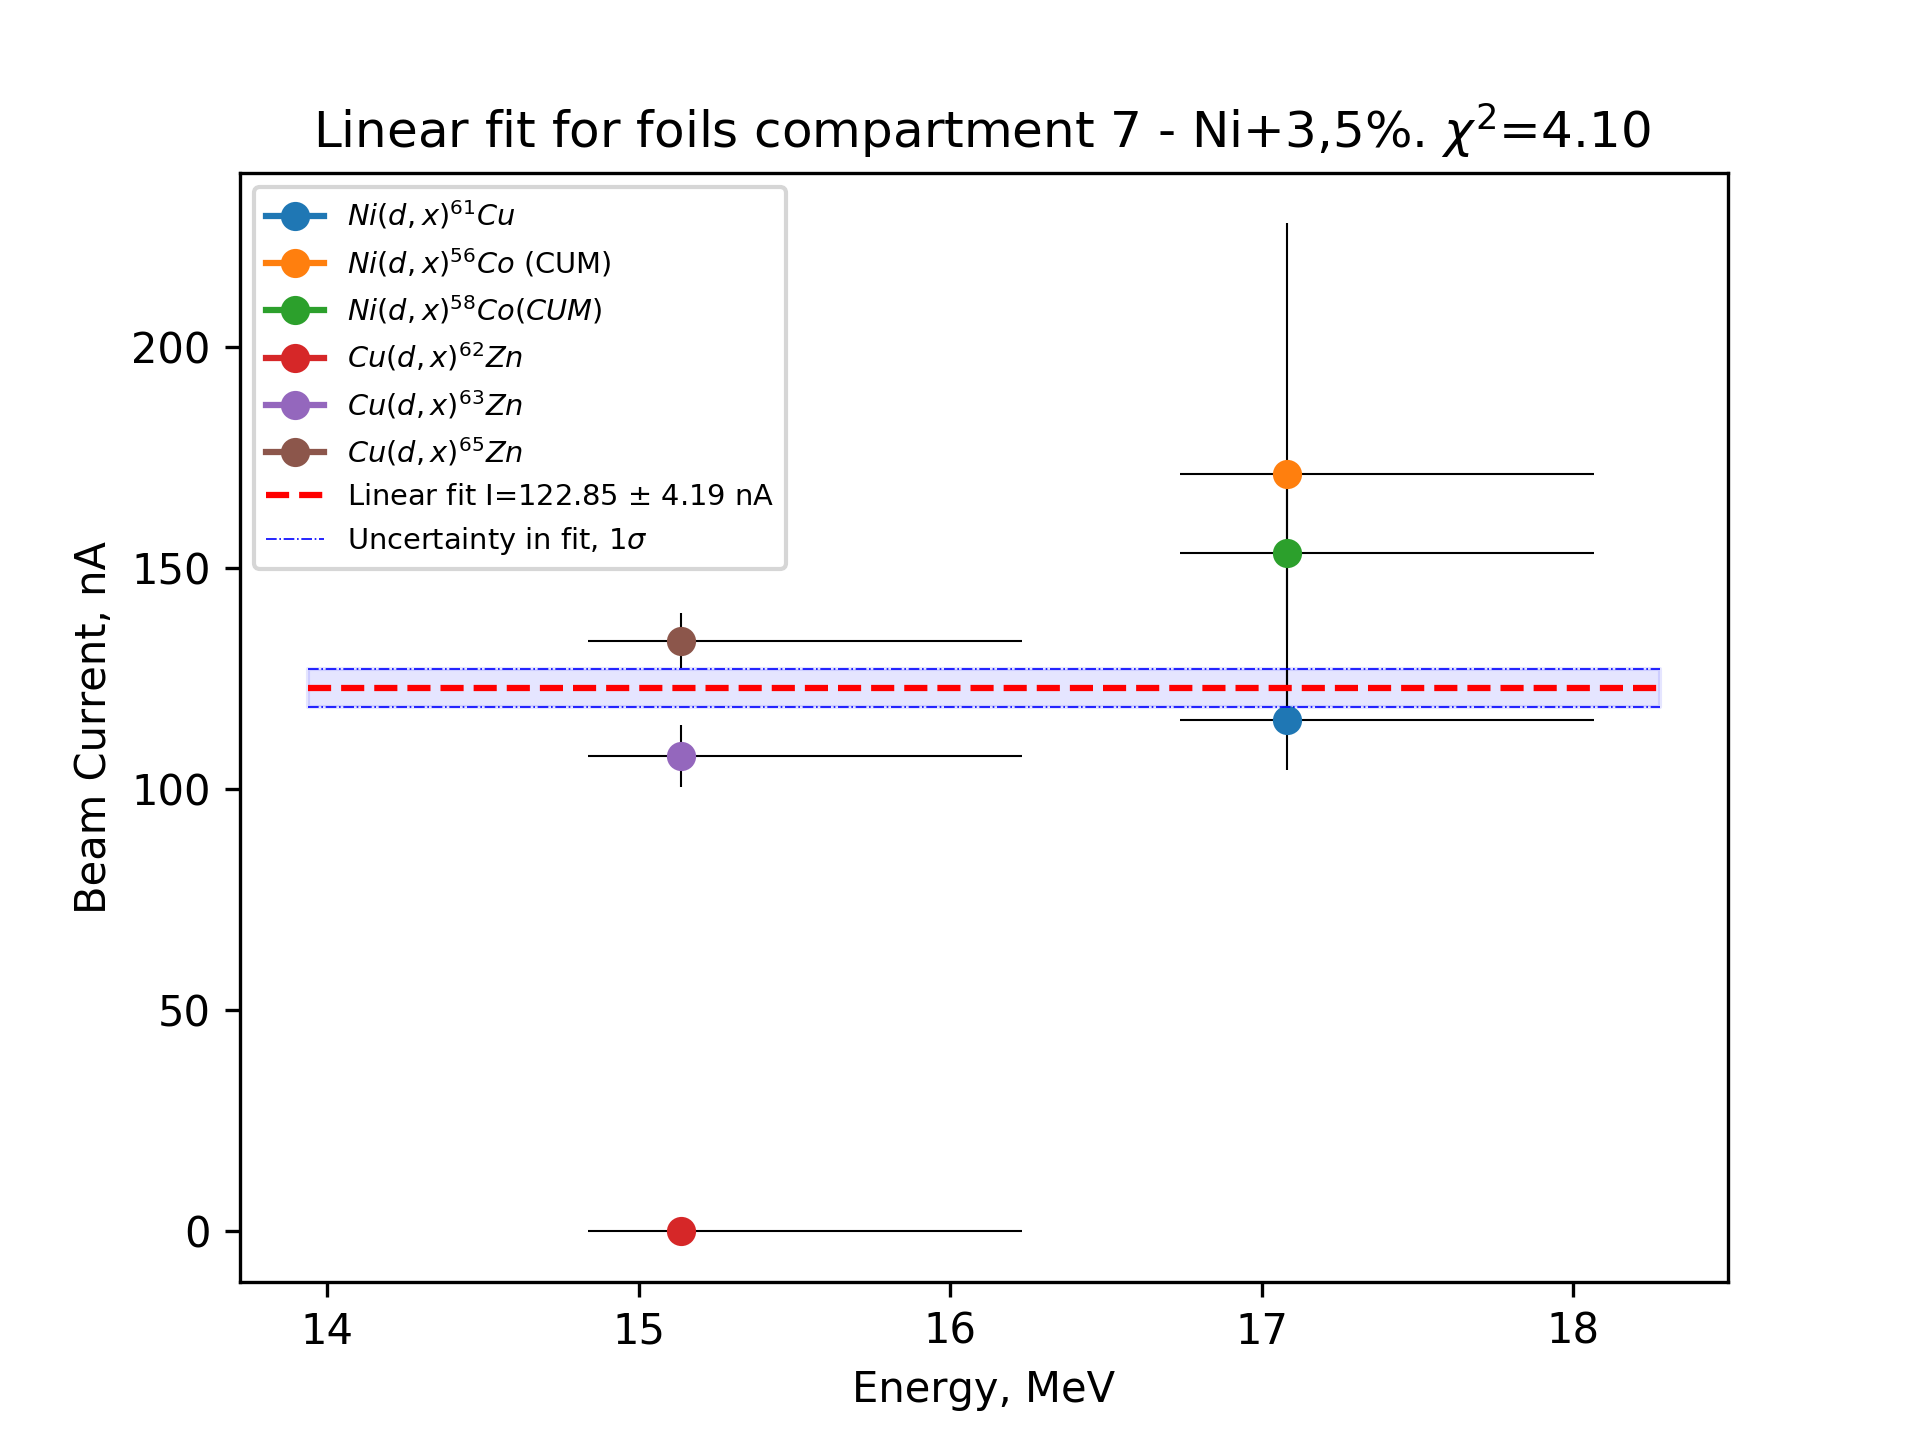 Linear fit for foils compartment 7 - Ni+3,5%. χ²=4.10
Ni(d, x)⁶¹Cu
Ni(d, x)⁵⁶Co (CUM)
Ni(d, x)⁵⁸Co(CUM)
Cu(d, x)⁶²Zn
Cu(d, x)⁶³Zn
Cu(d, x)⁶⁵Zn
Linear fit I=122.85 ± 4.19 nA
Uncertainty in fit, 1σ
Beam Current, nA
200
150
100
50
0
14 15 16 17 18
Energy, MeV